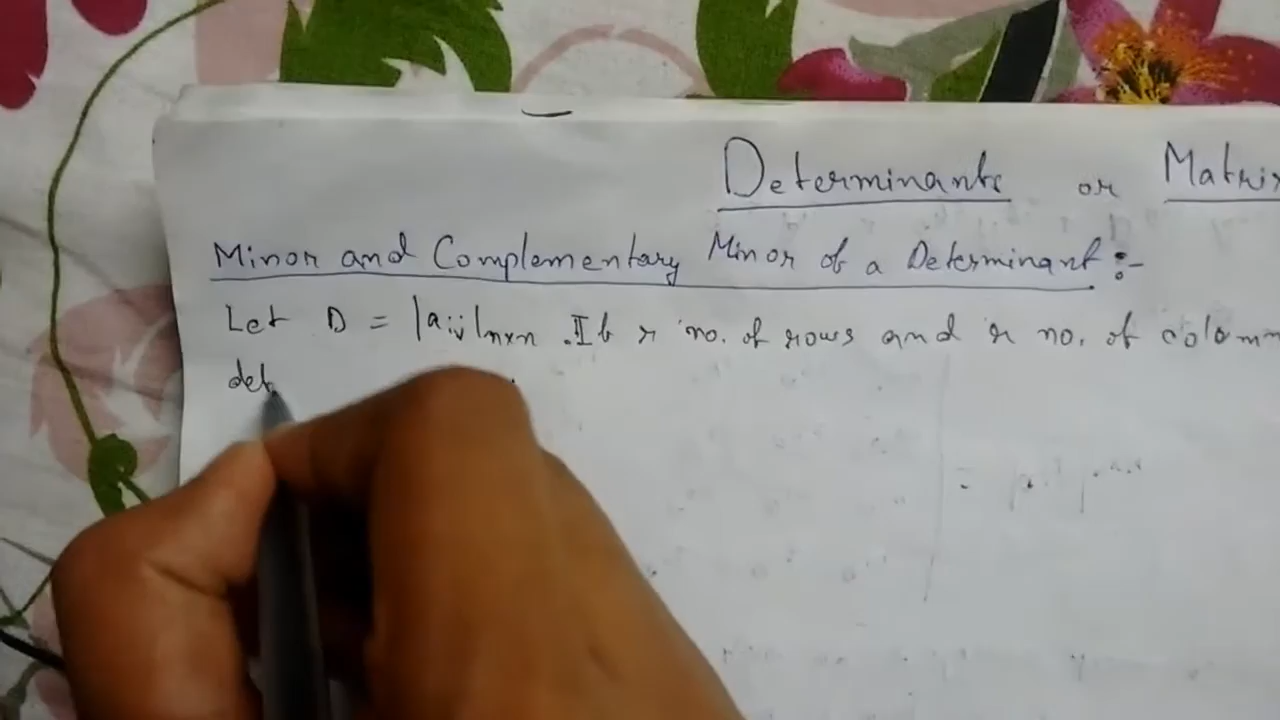 Determinants or Matrix
Minor and Complementary Minor of a Determinant :-
Let D = |aij|nxn . If r no. of rows and r no. of colomn
det